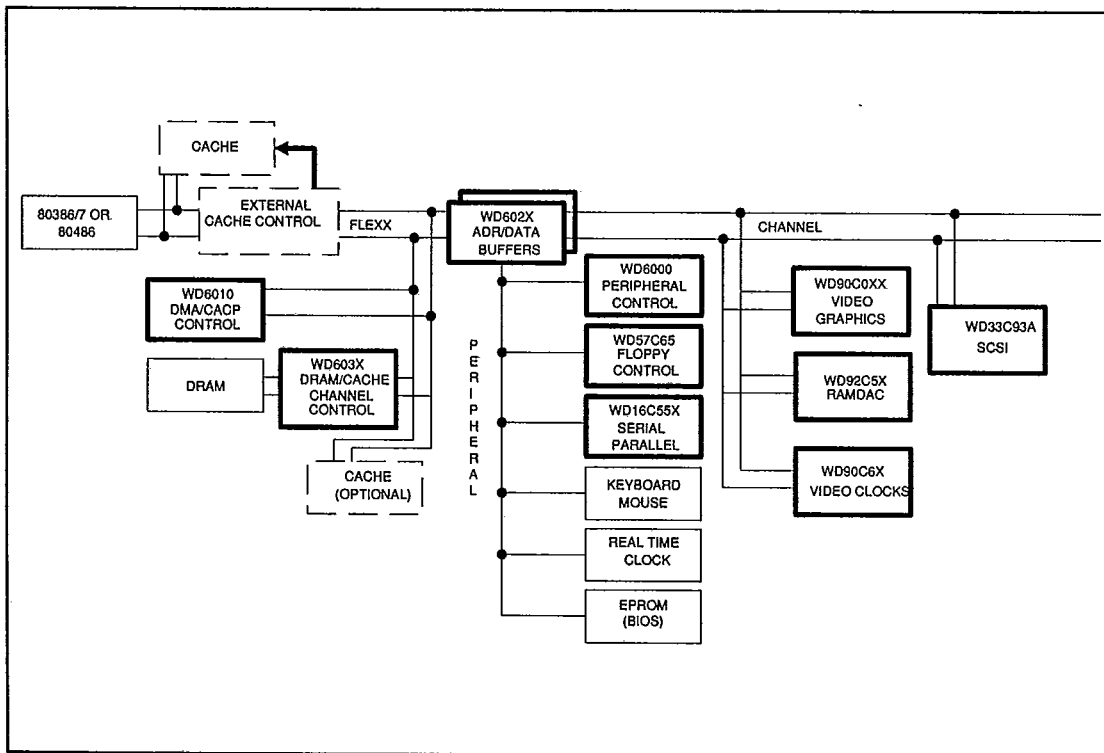 CACHE
80386/7 OR
80486
EXTERNAL
CACHE CONTROL
FLEXX
WD602X
ADR/DATA
BUFFERS
CHANNEL
WD6010
DMA/CACP
CONTROL
DRAM
WD603X
DRAM/CACHE
CHANNEL
CONTROL
CACHE
(OPTIONAL)
PERIPHERAL
WD6000
PERIPHERAL
CONTROL
WD57C65
FLOPPY
CONTROL
WD16C55X
SERIAL
PARALLEL
KEYBOARD
MOUSE
REAL TIME
CLOCK
EPROM
(BIOS)
WD90C0XX
VIDEO
GRAPHICS
WD92C5X
RAMDAC
WD90C6X
VIDEO CLOCKS
WD33C93A
SCSI